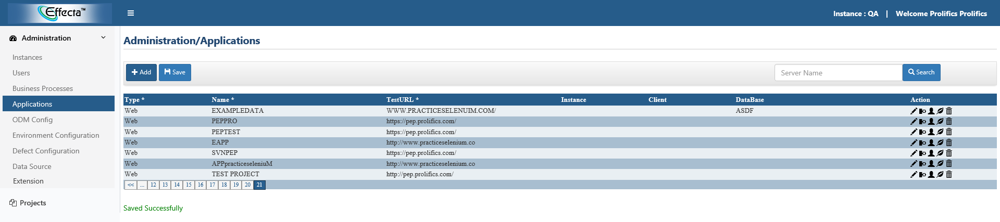 Effecta™
Instance : QA | Welcome Prolifics Prolifics
Administration
Instances
Users
Business Processes
Applications
ODM Config
Environment Configuration
Defect Configuration
Data Source
Extension
Projects
Administration/Applications
Add Save Server Name Search
Type * Name * TestURL * Instance Client DataBase Action
Web EXAMPLEDATA WWW.PRACTICESELENUIM.COM/ ASDF
Web PEPPRO https://pep.prolifics.com/
Web PEPTEST https://pep.prolifics.com/
Web EAPP http://www.practiceselenium.co
Web SVNPEP https://pep.prolifics.com/
Web APPpracticeseleniuM http://www.practiceselenium.co
Web TEST PROJECT http://pep.prolifics.com/
<< ... 12 13 14 15 16 17 18 19 20 21
Saved Successfully